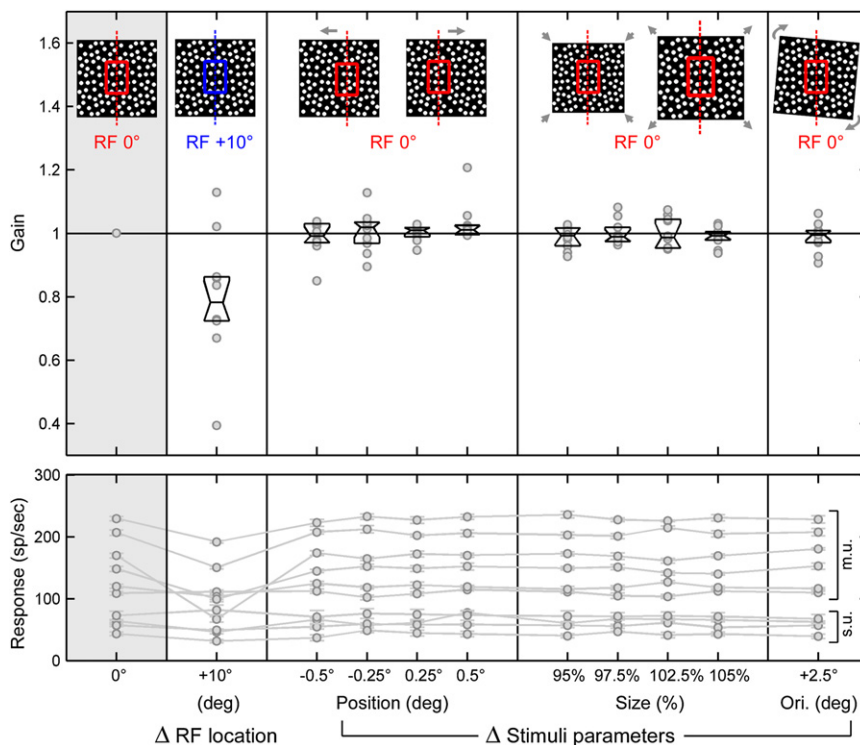 1.6
1.4
1.2
1
0.8
0.6
0.4
Gain
RF 0°
RF +10°
RF 0°
RF 0°
RF 0°
300
200
100
0
Response (sp/sec)
m.u.
s.u.
0° +10° -0.5° -0.25° 0.25° 0.5° 95% 97.5% 102.5% 105% +2.5°
(deg) Position (deg) Size (%) Ori. (deg)
Δ RF location Δ Stimuli parameters